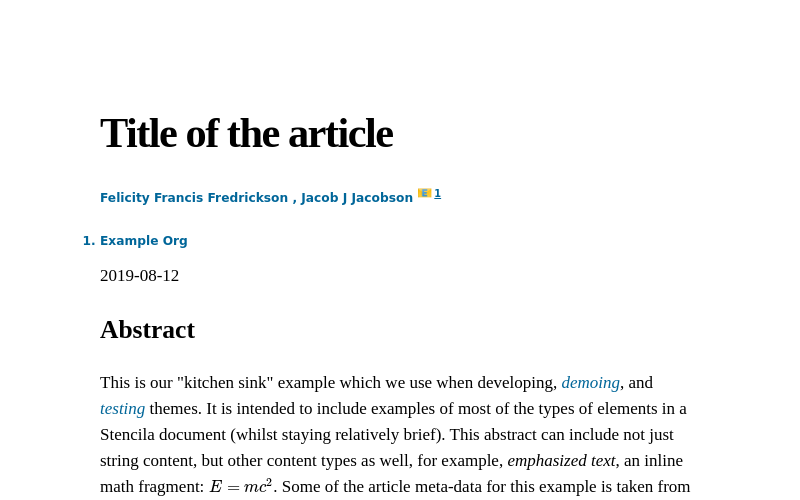 Title of the article
Felicity Francis Fredrickson , Jacob J Jacobson 📧 1
1. Example Org
2019-08-12
Abstract
This is our "kitchen sink" example which we use when developing, demoing, and
testing themes. It is intended to include examples of most of the types of elements in a
Stencila document (whilst staying relatively brief). This abstract can include not just
string content, but other content types as well, for example, emphasized text, an inline
math fragment: E = mc². Some of the article meta-data for this example is taken from